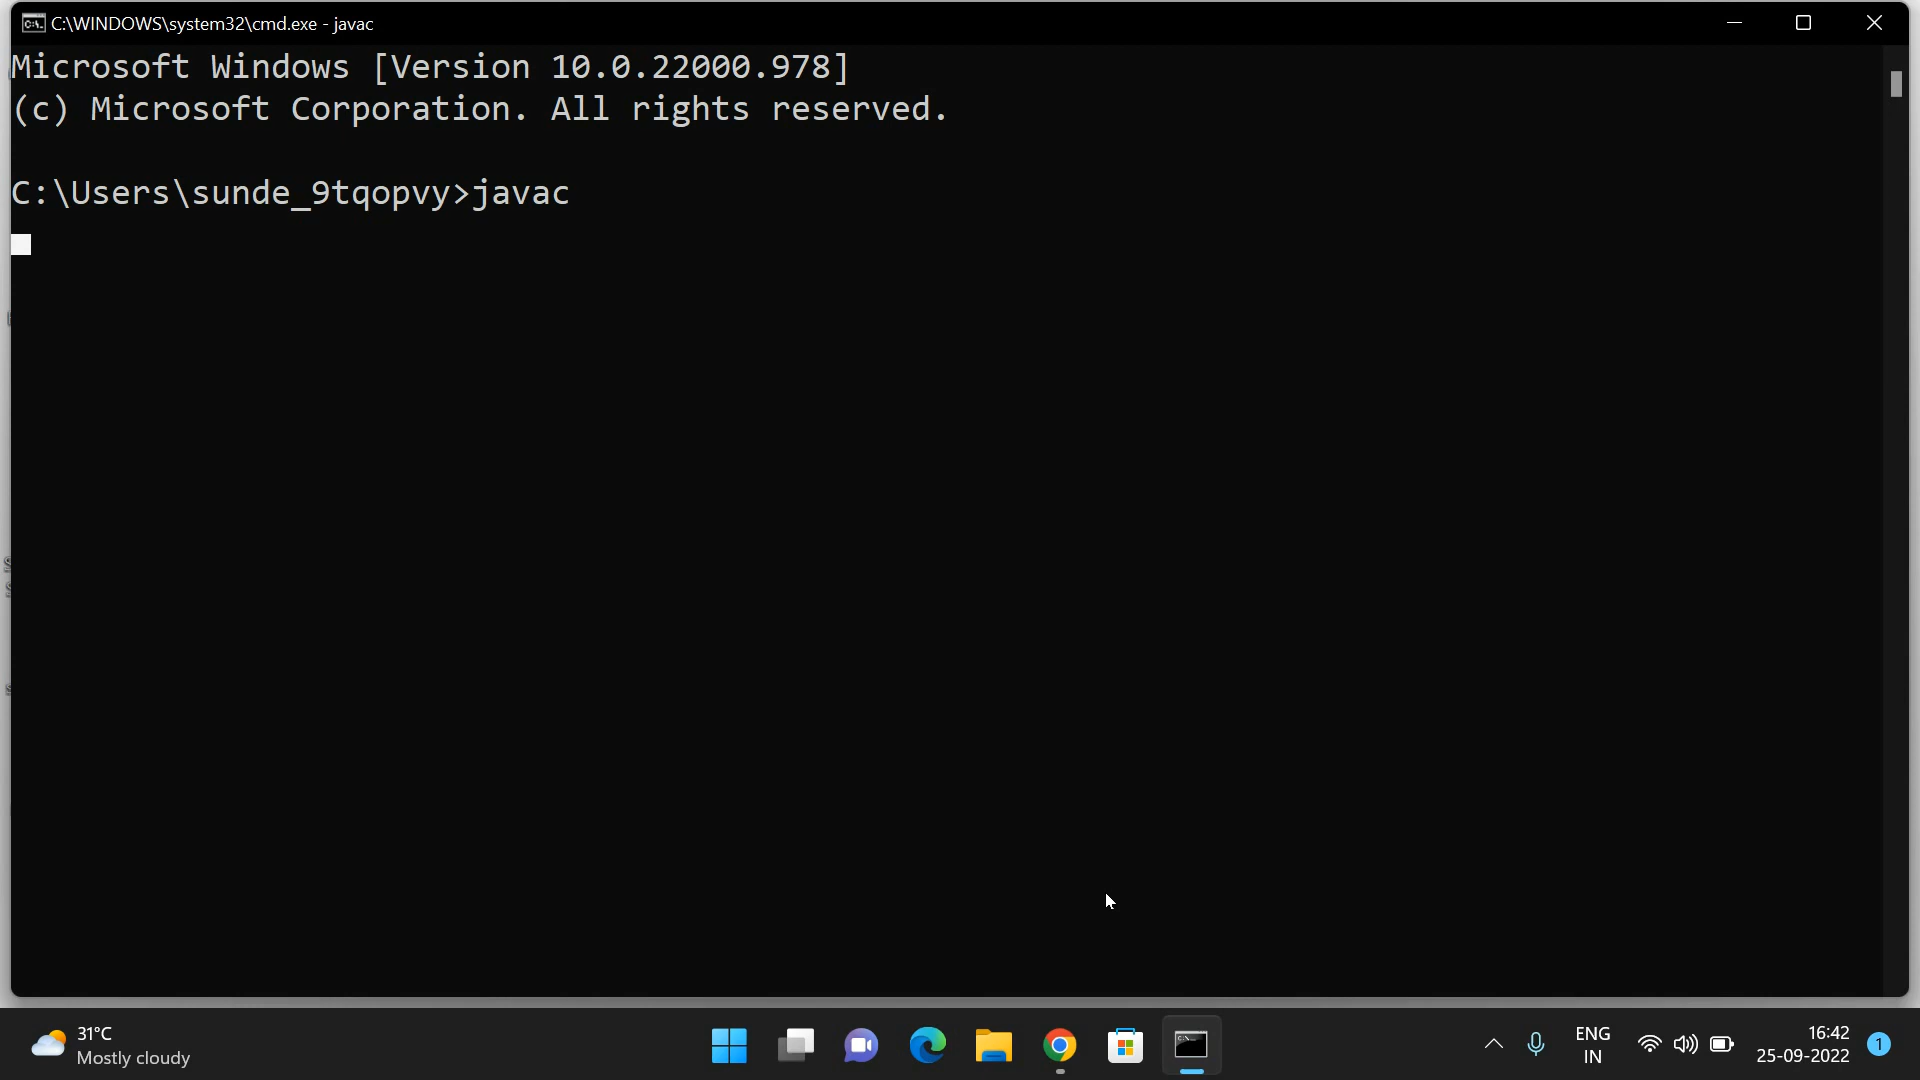 C:\WINDOWS\system32\cmd.exe - javac
Microsoft Windows [Version 10.0.22000.978]
(c) Microsoft Corporation. All rights reserved.
C:\Users\sunde_9tqopvy>javac
31°C
Mostly cloudy
ENG
IN
16:42
25-09-2022
1